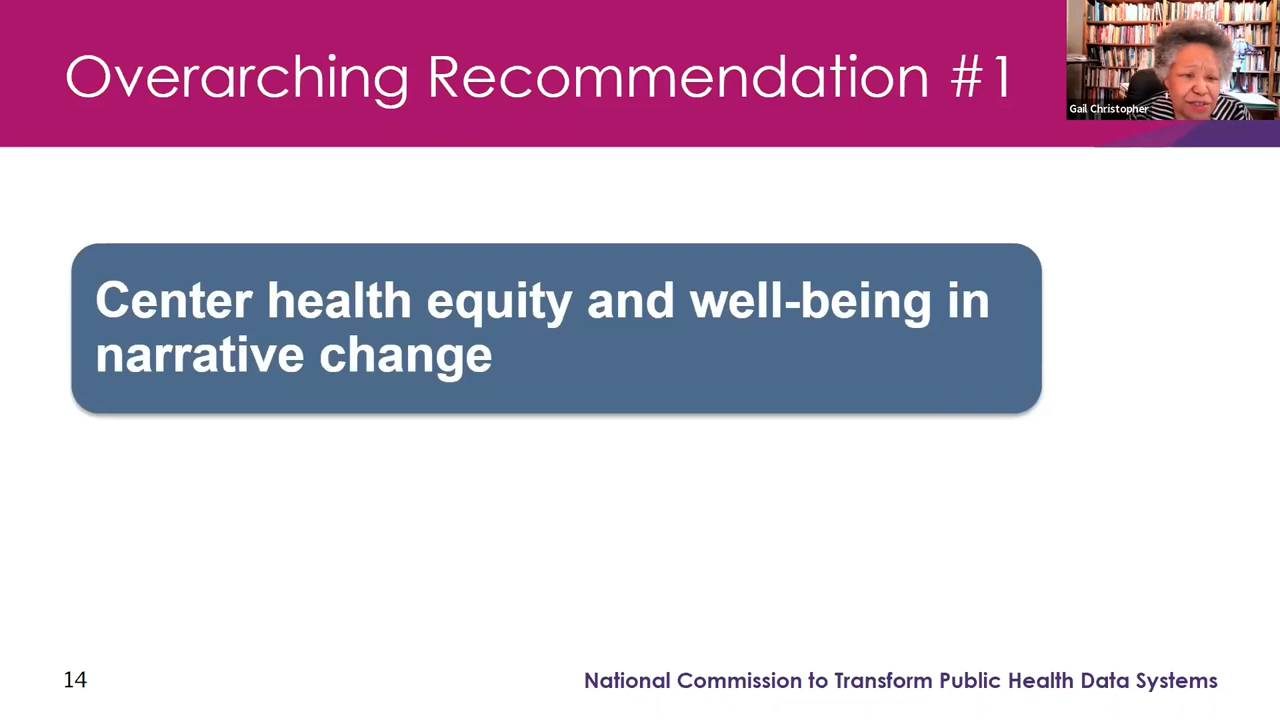 Overarching Recommendation #1
Gail Christopher
Center health equity and well-being in
narrative change
14
National Commission to Transform Public Health Data Systems